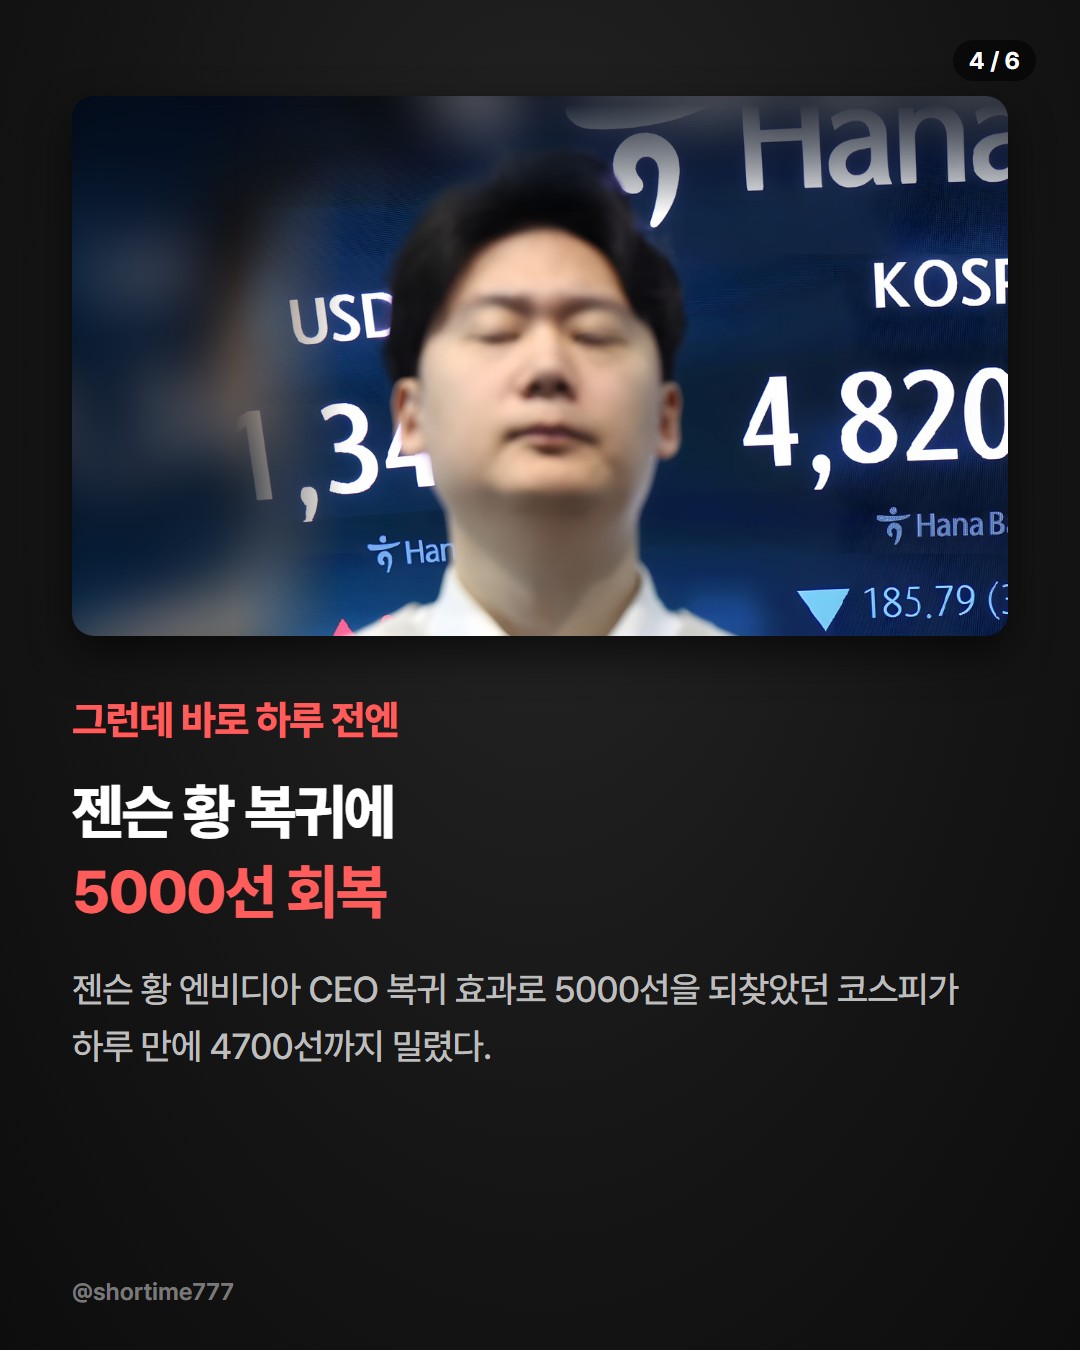 4 / 6
Hana
USD
KOSP
1,34
4,820
Han
Hana Ba
▼ 185.79 (3
그런데 바로 하루 전엔
젠슨 황 복귀에
5000선 회복
젠슨 황 엔비디아 CEO 복귀 효과로 5000선을 되찾았던 코스피가
하루 만에 4700선까지 밀렸다.
@shortime777